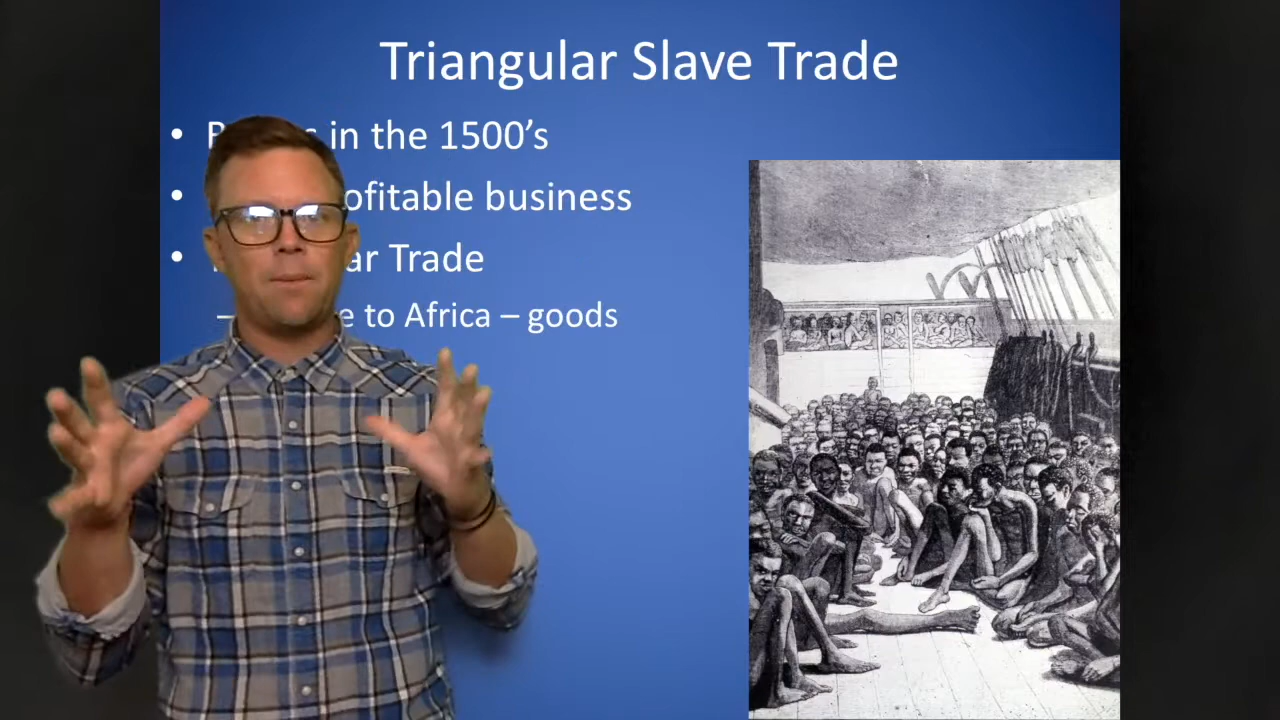 Triangular Slave Trade
• in the 1500’s
• business
• Trade
– to Africa – goods